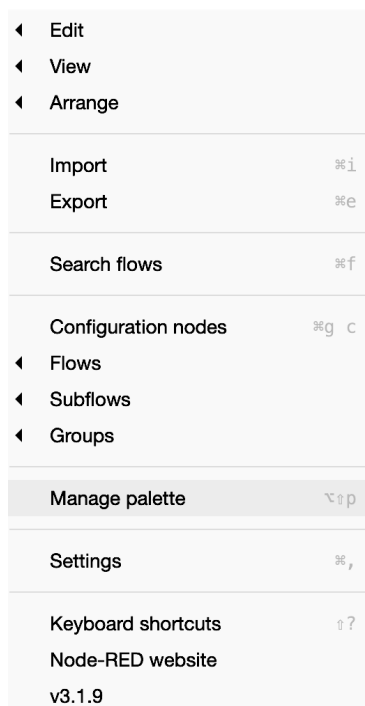 Edit
View
Arrange
Import ⌘i
Export ⌘e
Search flows ⌘f
Configuration nodes ⌘g c
Flows
Subflows
Groups
Manage palette ⌥⇧p
Settings ⌘,
Keyboard shortcuts ⇧?
Node-RED website
v3.1.9